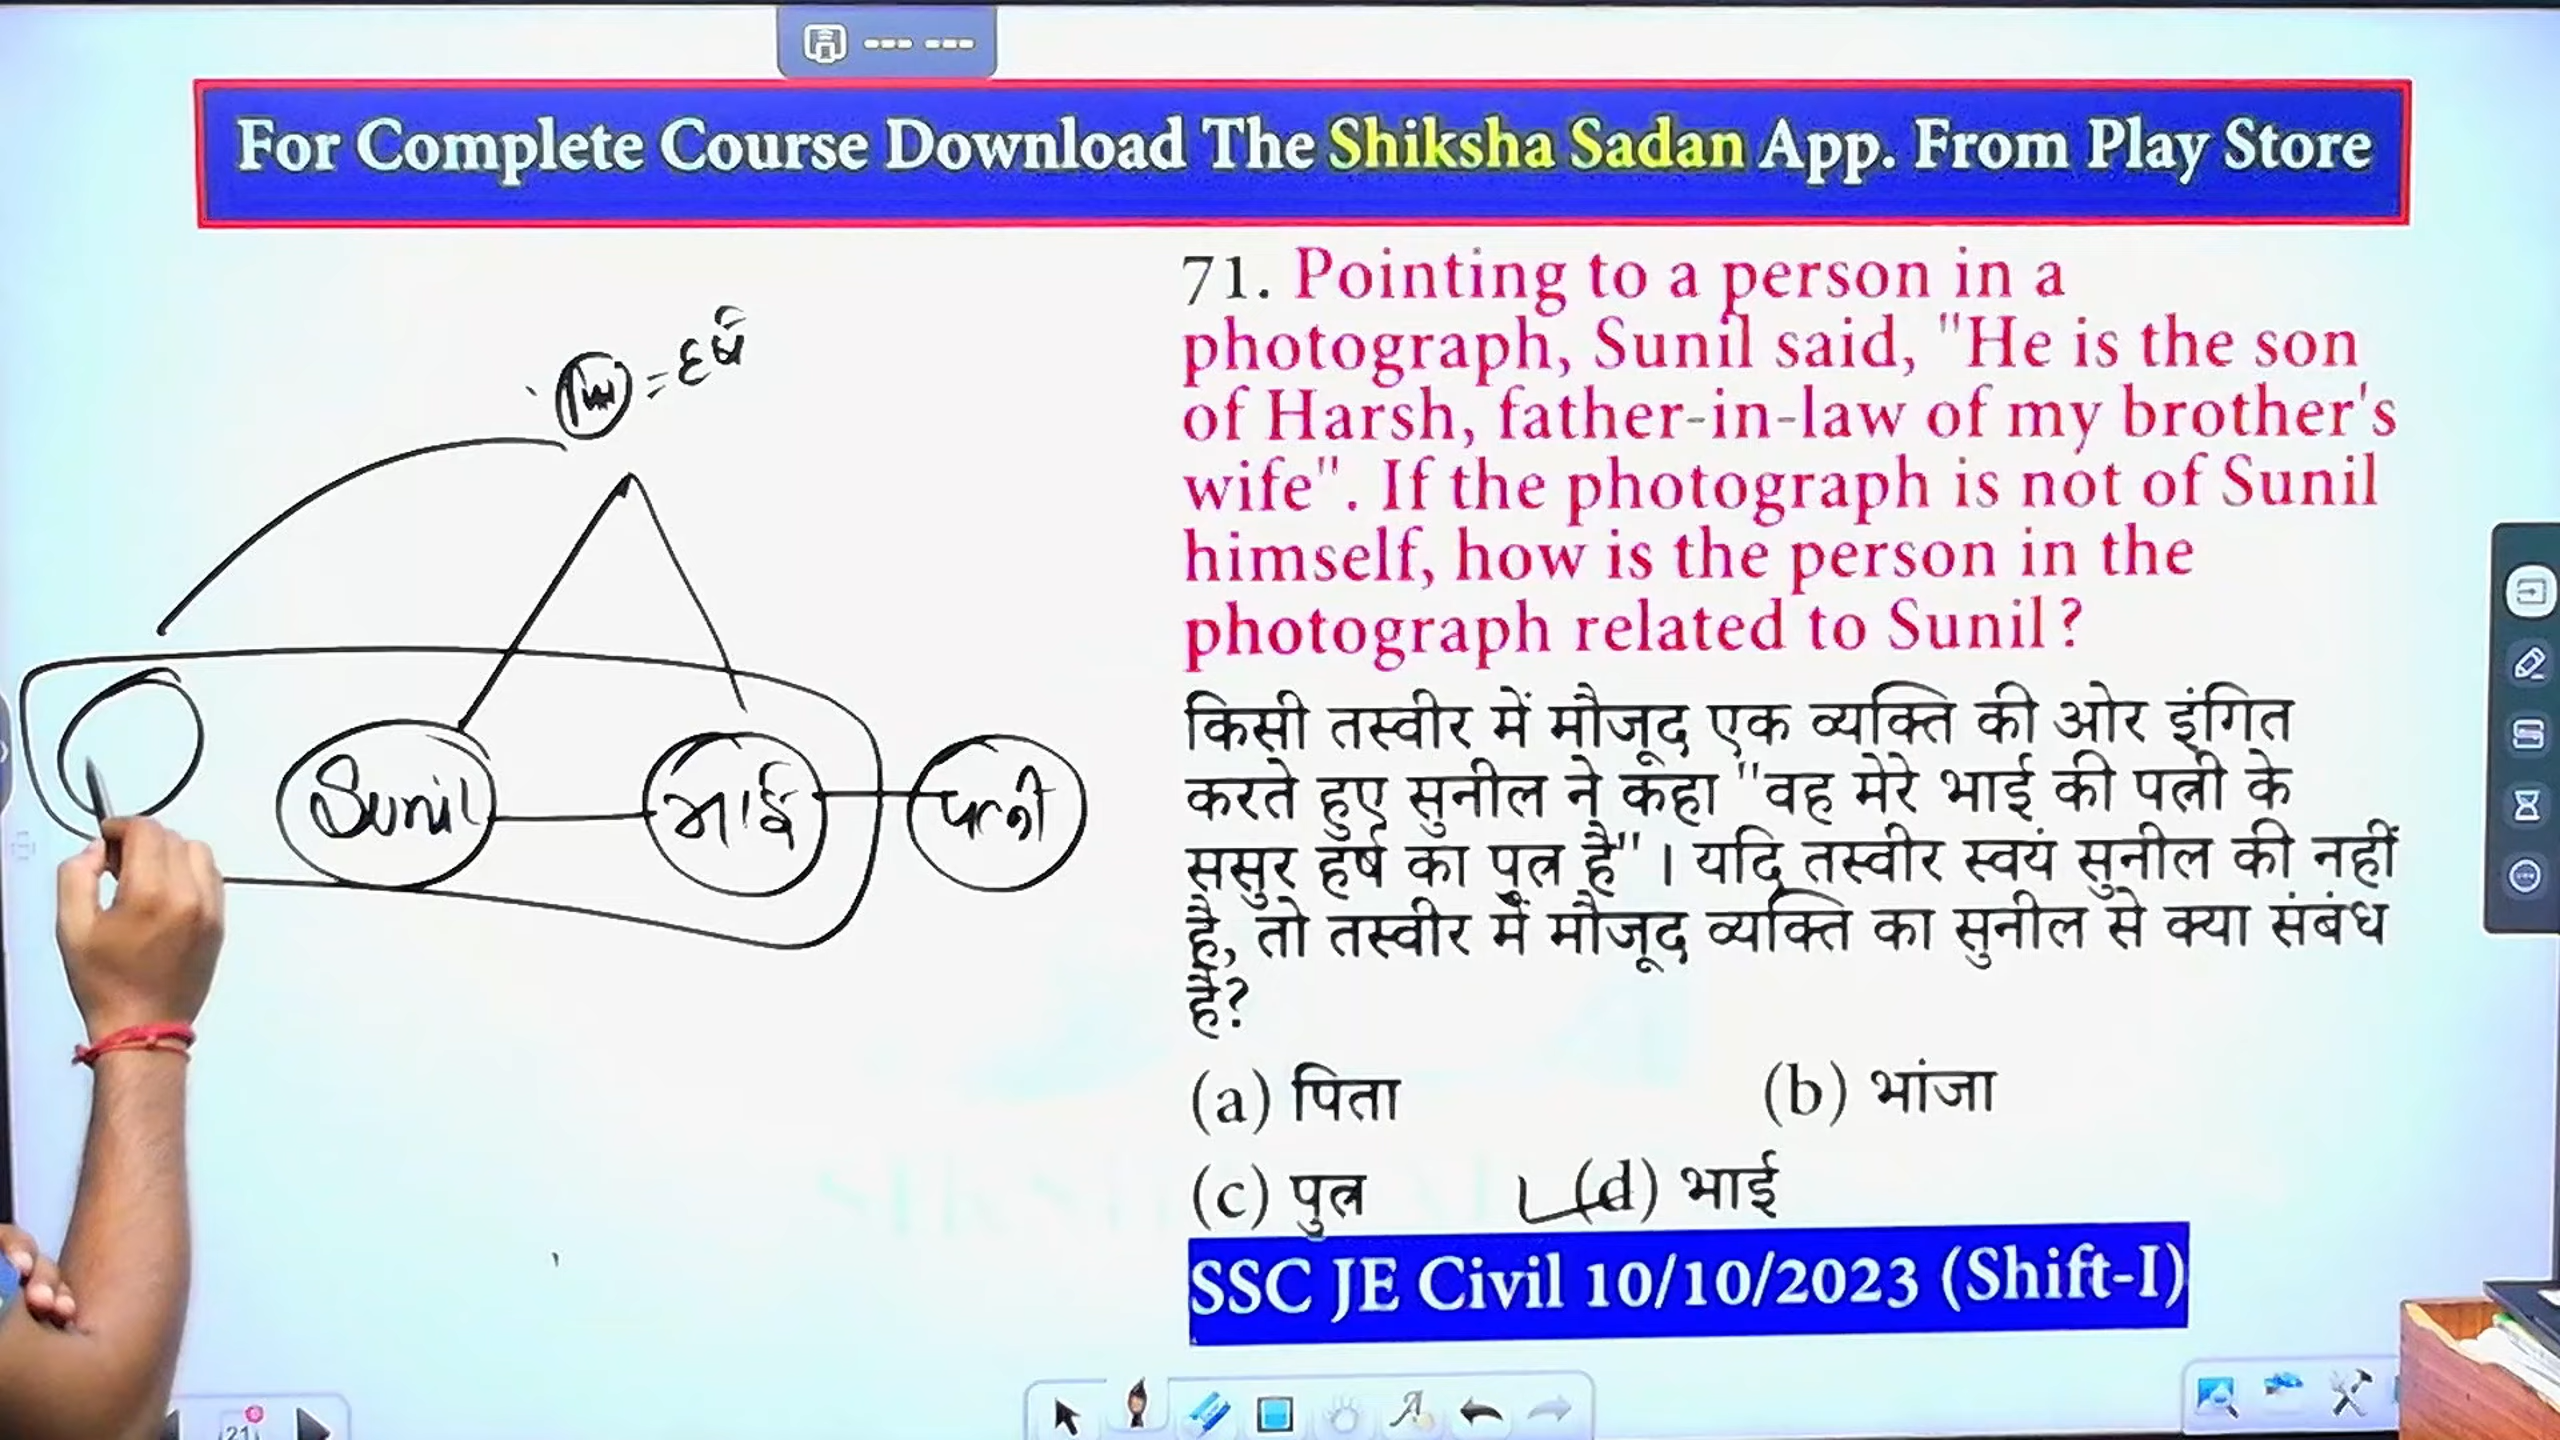 For Complete Course Download The Shiksha Sadan App. From Play Store
71. Pointing to a person in a
photograph, Sunil said, "He is the son
of Harsh, father-in-law of my brother's
wife". If the photograph is not of Sunil
himself, how is the person in the
photograph related to Sunil?
किसी तस्वीर में मौजूद एक व्यक्ति की ओर इंगित
करते हुए सुनील ने कहा "वह मेरे भाई की पत्नी के
ससुर हर्ष का पुत्र है"। यदि तस्वीर स्वयं सुनील की नहीं
है, तो तस्वीर में मौजूद व्यक्ति का सुनील से क्या संबंध
है?
(a) पिता (b) भांजा
(c) पुत्र (d) भाई
SSC JE Civil 10/10/2023 (Shift-I)
= हर्ष
Sunil भाई पत्नी
21